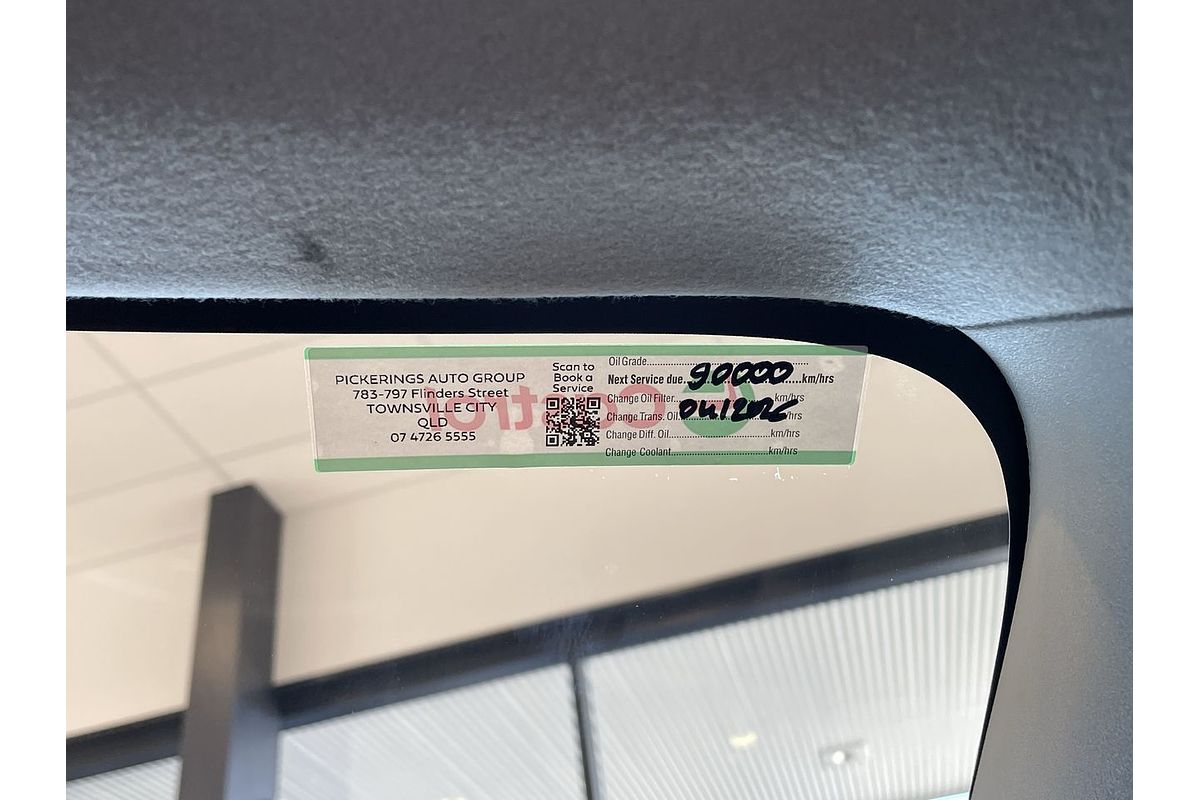 PICKERINGS AUTO GROUP
783-797 Flinders Street
TOWNSVILLE CITY
QLD
07 4726 5555
Scan to
Book a
Service
Oil Grade
Next Service due 90000 km/hrs
Change Oil Filter km/hrs
Change Trans. Oil km/hrs
Change Diff. Oil km/hrs
Change Coolant km/hrs
Castrol